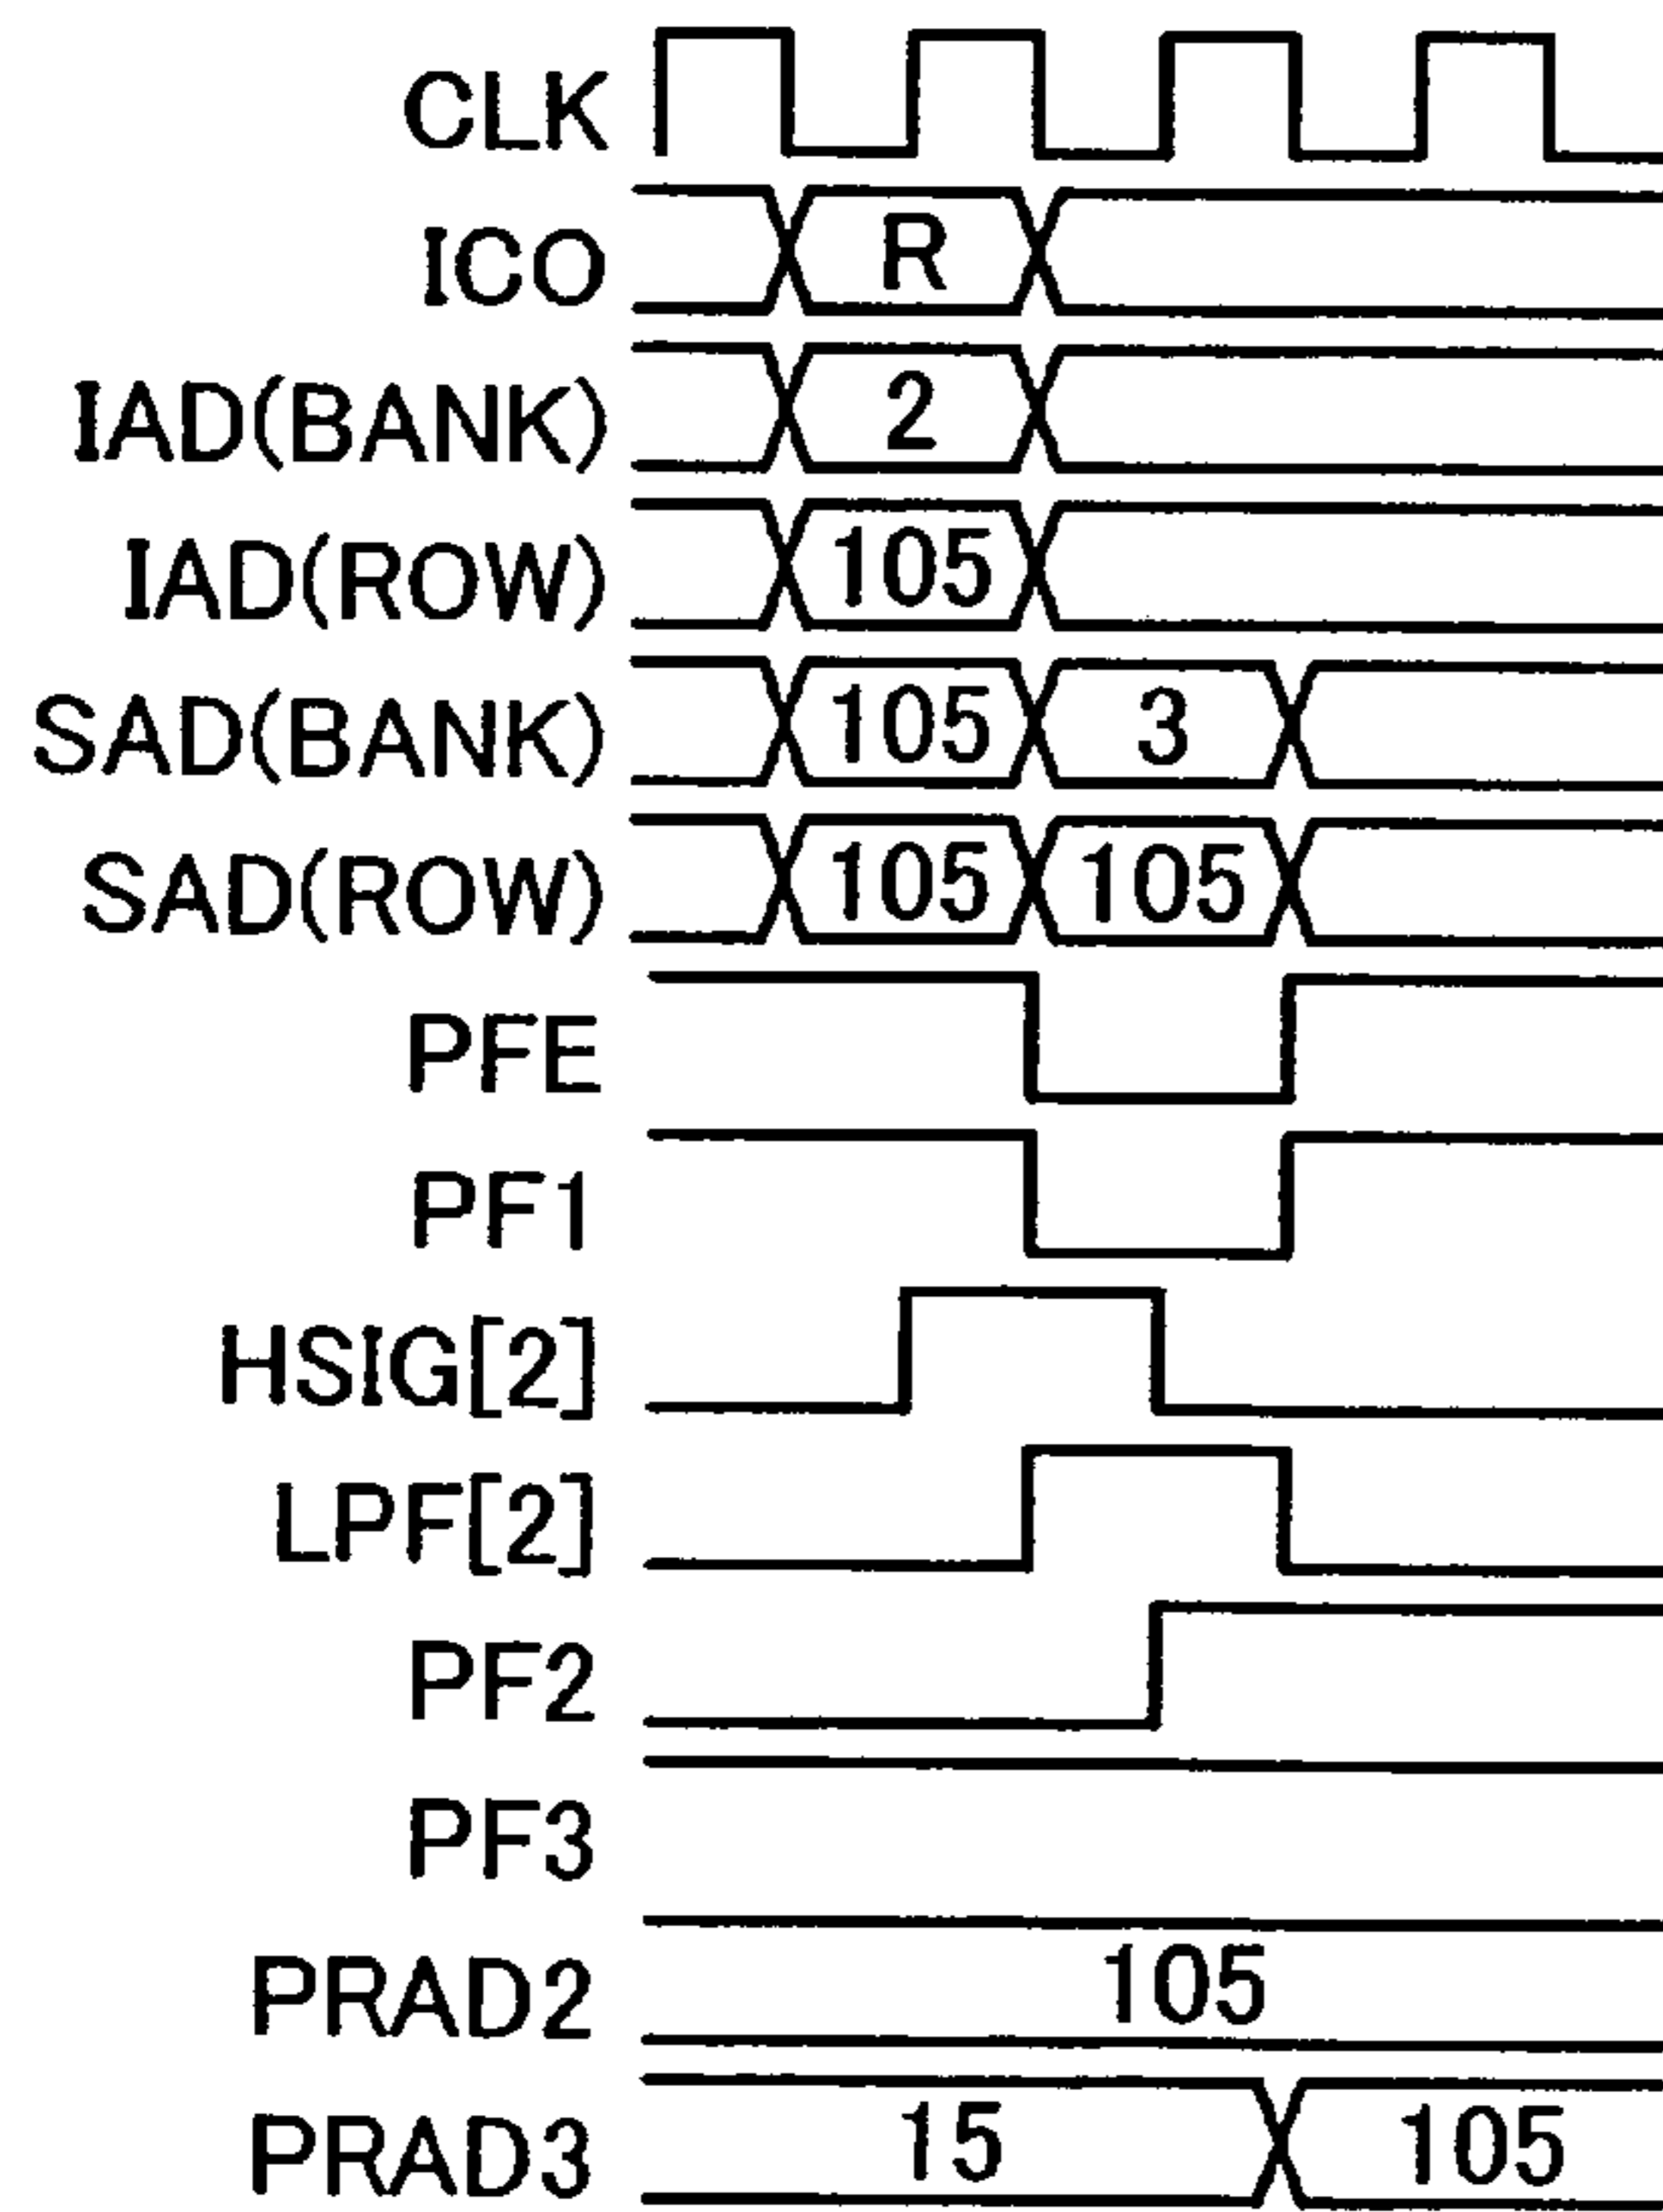 CLK
ICO R
IAD(BANK) 2
IAD(ROW) 105
SAD(BANK) 105 3
SAD(ROW) 105 105
PFE
PF1
HSIG[2]
LPF[2]
PF2
PF3
PRAD2 105
PRAD3 15 105